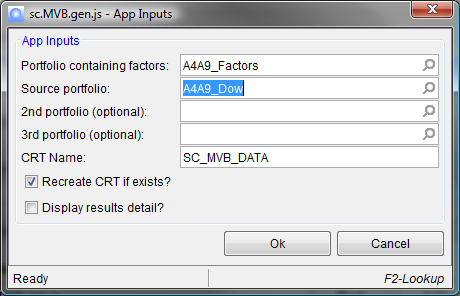 sc.MVB.gen.js - App Inputs
App Inputs
Portfolio containing factors: A4A9_Factors
Source portfolio: A4A9_Dow
2nd portfolio (optional):
3rd portfolio (optional):
CRT Name: SC_MVB_DATA
Recreate CRT if exists?
Display results detail?
Ok Cancel
Ready F2-Lookup